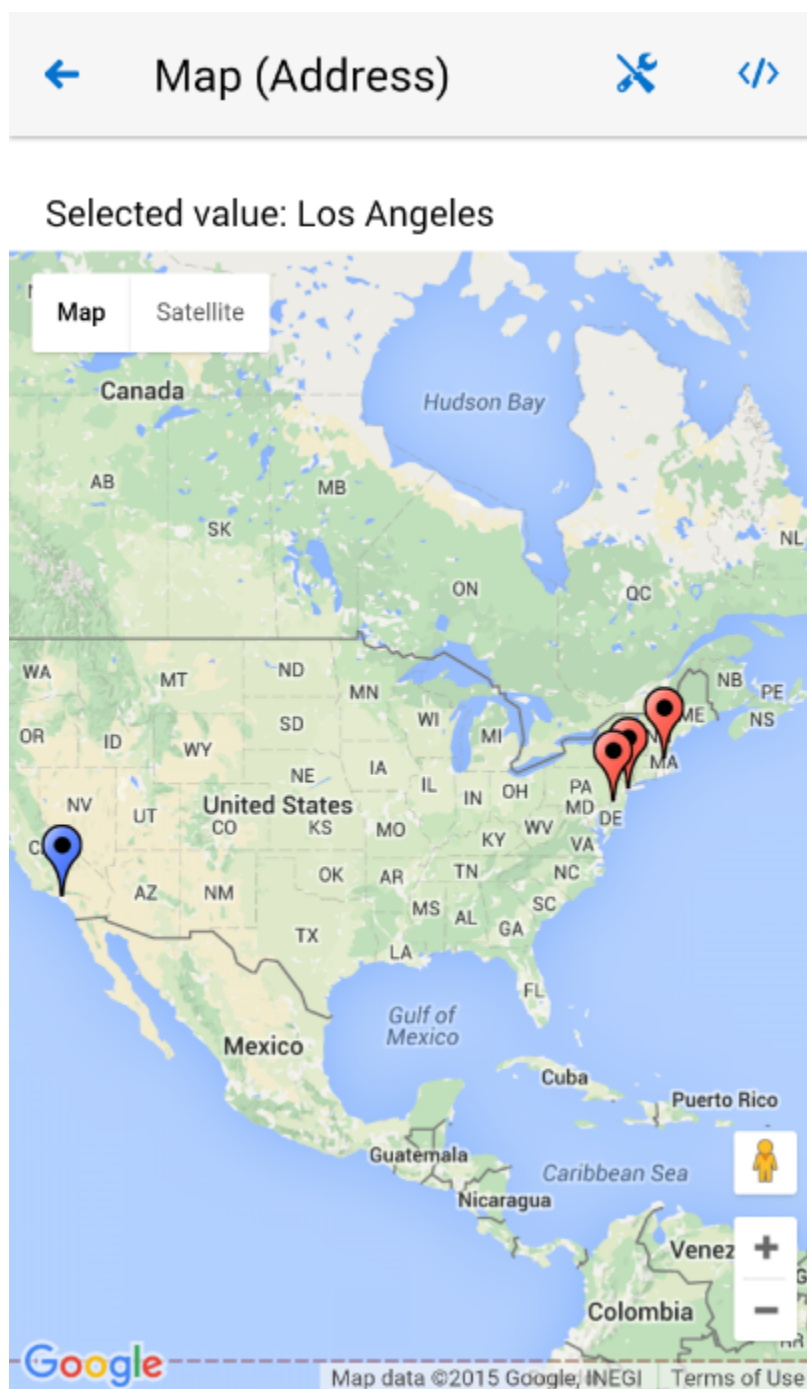 Map (Address)
</>
Selected value: Los Angeles
Map Satellite
Canada
Hudson Bay
AB
MB
SK
NL
ON
QC
WA
MT
ND
NB
PE
MN
ME
NS
OR
ID
SD
WI
MI
WY
MA
NE
IA
IL
IN
OH
PA
NV
UT
United States
MD
CO
KS
MO
WV
DE
KY
VA
AZ
NM
OK
AR
TN
NC
MS
AL
SC
GA
TX
LA
FL
Gulf of
Mexico
Mexico
Cuba
Puerto Rico
Guatemala
Caribbean Sea
Nicaragua
Venez
+
Colombia
−
Google
Map data ©2015 Google, INEGI
Terms of Use